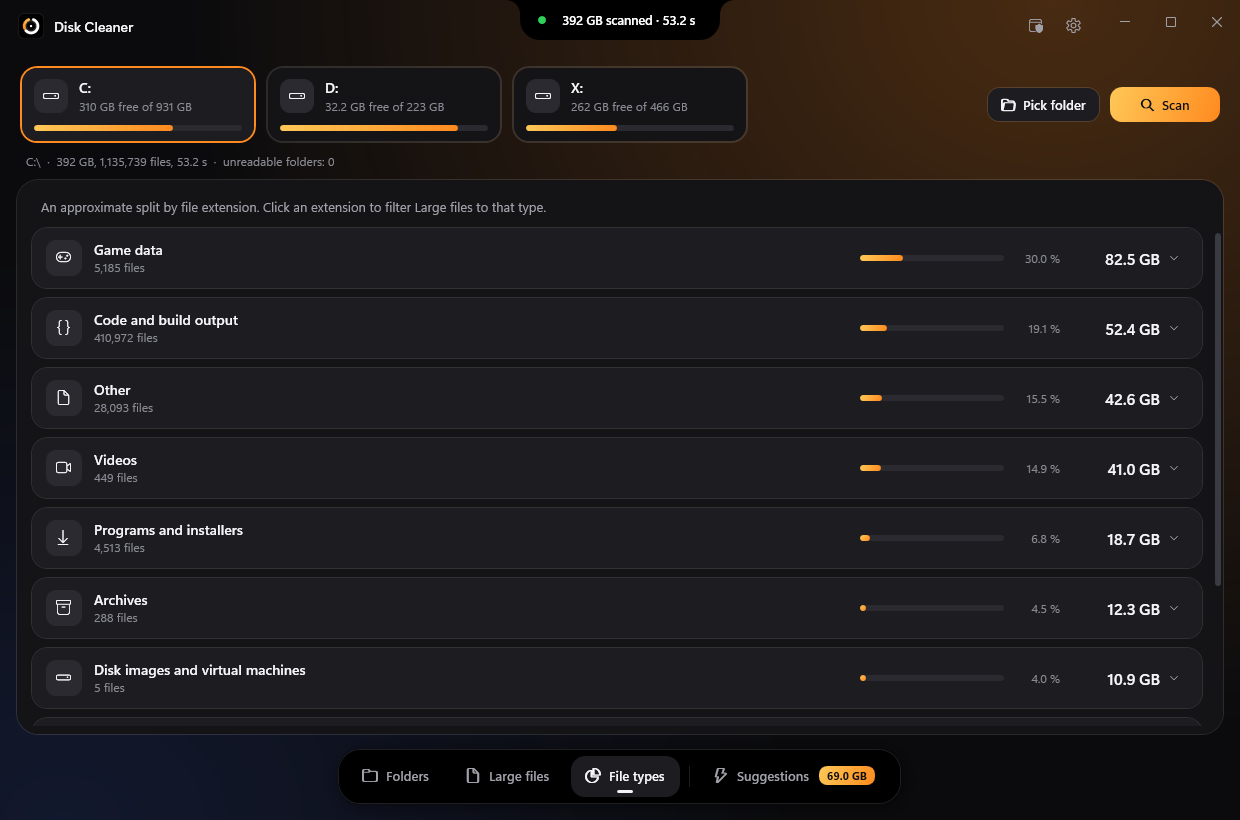 Disk Cleaner
392 GB scanned · 53.2 s
C:
310 GB free of 931 GB
D:
32.2 GB free of 223 GB
X:
262 GB free of 466 GB
Pick folder
Scan
C:\ · 392 GB, 1,135,739 files, 53.2 s · unreadable folders: 0
An approximate split by file extension. Click an extension to filter Large files to that type.
Game data
5,185 files
30.0 %
82.5 GB
Code and build output
410,972 files
19.1 %
52.4 GB
Other
28,093 files
15.5 %
42.6 GB
Videos
449 files
14.9 %
41.0 GB
Programs and installers
4,513 files
6.8 %
18.7 GB
Archives
288 files
4.5 %
12.3 GB
Disk images and virtual machines
5 files
4.0 %
10.9 GB
Folders
Large files
File types
Suggestions
69.0 GB